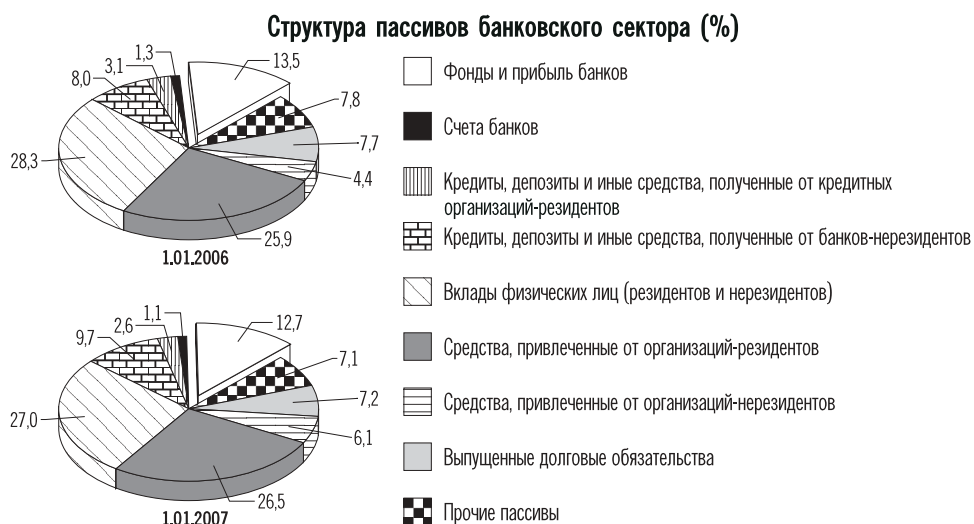 Структура пассивов банковского сектора (%)
1,3
3,1
8,0
13,5
7,8
7,7
4,4
28,3
25,9
1.01.2006
1,1
2,6
9,7
12,7
7,1
7,2
6,1
27,0
26,5
1.01.2007
Фонды и прибыль банков
Счета банков
Кредиты, депозиты и иные средства, полученные от кредитных
организаций-резидентов
Кредиты, депозиты и иные средства, полученные от банков-нерезидентов
Вклады физических лиц (резидентов и нерезидентов)
Средства, привлеченные от организаций-резидентов
Средства, привлеченные от организаций-нерезидентов
Выпущенные долговые обязательства
Прочие пассивы